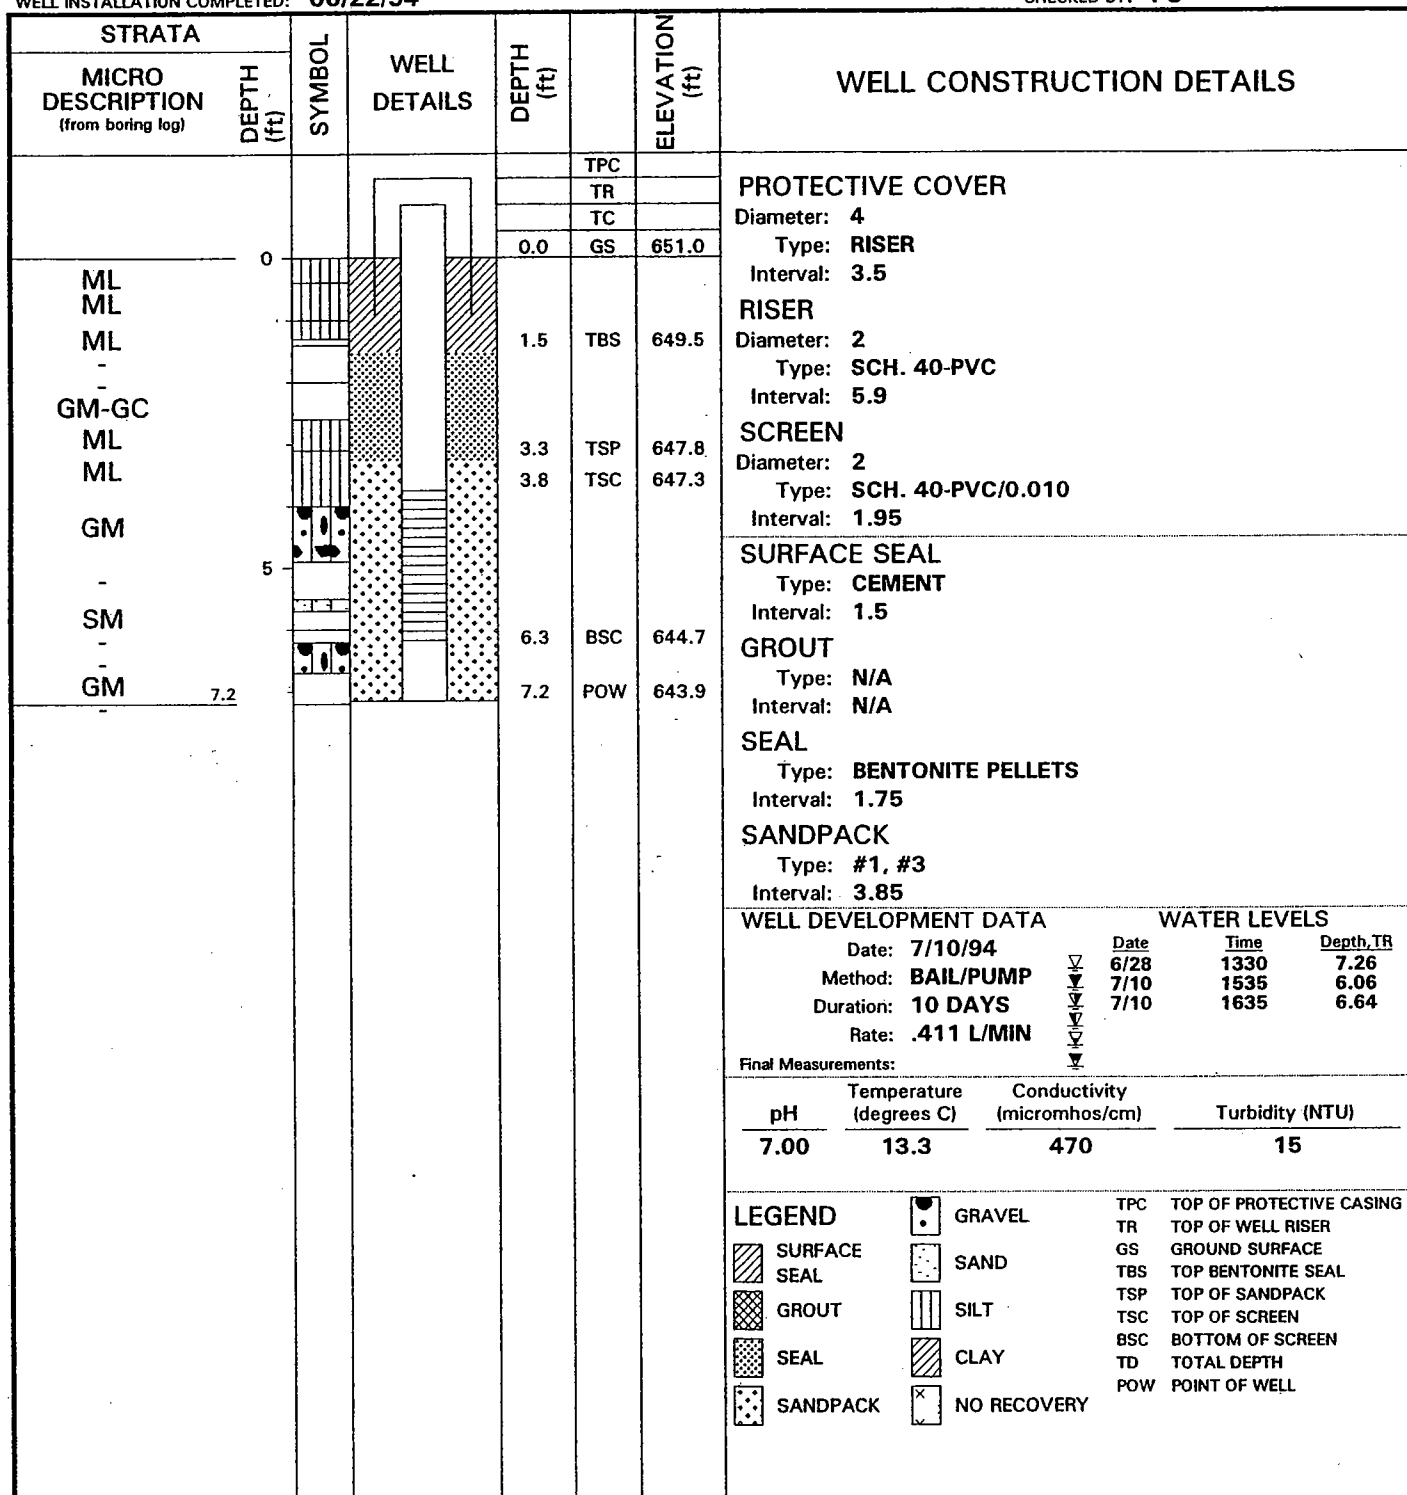 WELL INSTALLATION COMPLETED: 06/22/94
STRATA
MICRO
DESCRIPTION
(from boring log)
DEPTH
(ft)
SYMBOL
WELL
DETAILS
DEPTH
(ft)
ELEVATION
(ft)
WELL CONSTRUCTION DETAILS
TPC
TR
TC
0.0 GS 651.0
0
ML
ML
ML 1.5 TBS 649.5
-
-
GM-GC
ML 3.3 TSP 647.8
ML 3.8 TSC 647.3
GM
5
-
SM
- 6.3 BSC 644.7
-
GM 7.2 7.2 POW 643.9
-
PROTECTIVE COVER
Diameter: 4
Type: RISER
Interval: 3.5
RISER
Diameter: 2
Type: SCH. 40-PVC
Interval: 5.9
SCREEN
Diameter: 2
Type: SCH. 40-PVC/0.010
Interval: 1.95
SURFACE SEAL
Type: CEMENT
Interval: 1.5
GROUT
Type: N/A
Interval: N/A
SEAL
Type: BENTONITE PELLETS
Interval: 1.75
SANDPACK
Type: #1, #3
Interval: 3.85
WELL DEVELOPMENT DATA
Date: 7/10/94
Method: BAIL/PUMP
Duration: 10 DAYS
Rate: .411 L/MIN
Final Measurements:
WATER LEVELS
Date Time Depth,TR
6/28 1330 7.26
7/10 1535 6.06
7/10 1635 6.64
pH Temperature (degrees C) Conductivity (micromhos/cm) Turbidity (NTU)
7.00 13.3 470 15
LEGEND
SURFACE
SEAL
GROUT
SEAL
SANDPACK
GRAVEL
SAND
SILT
CLAY
NO RECOVERY
TPC TOP OF PROTECTIVE CASING
TR TOP OF WELL RISER
GS GROUND SURFACE
TBS TOP BENTONITE SEAL
TSP TOP OF SANDPACK
TSC TOP OF SCREEN
BSC BOTTOM OF SCREEN
TD TOTAL DEPTH
POW POINT OF WELL